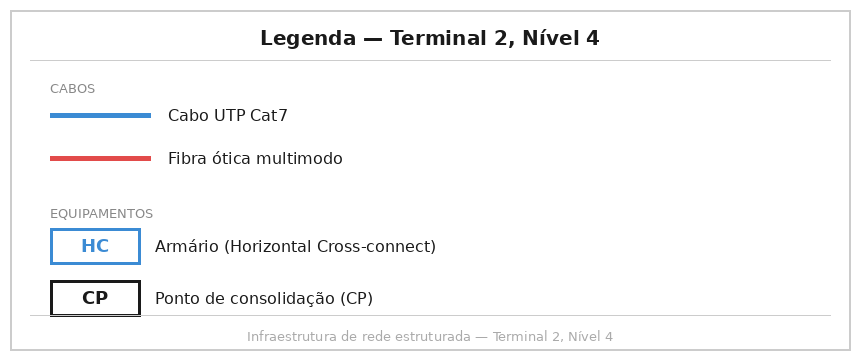 Legenda — Terminal 2, Nível 4
CABOS
Cabo UTP Cat7
Fibra ótica multimodo
EQUIPAMENTOS
HC Armário (Horizontal Cross-connect)
CP Ponto de consolidação (CP)
Infraestrutura de rede estruturada — Terminal 2, Nível 4